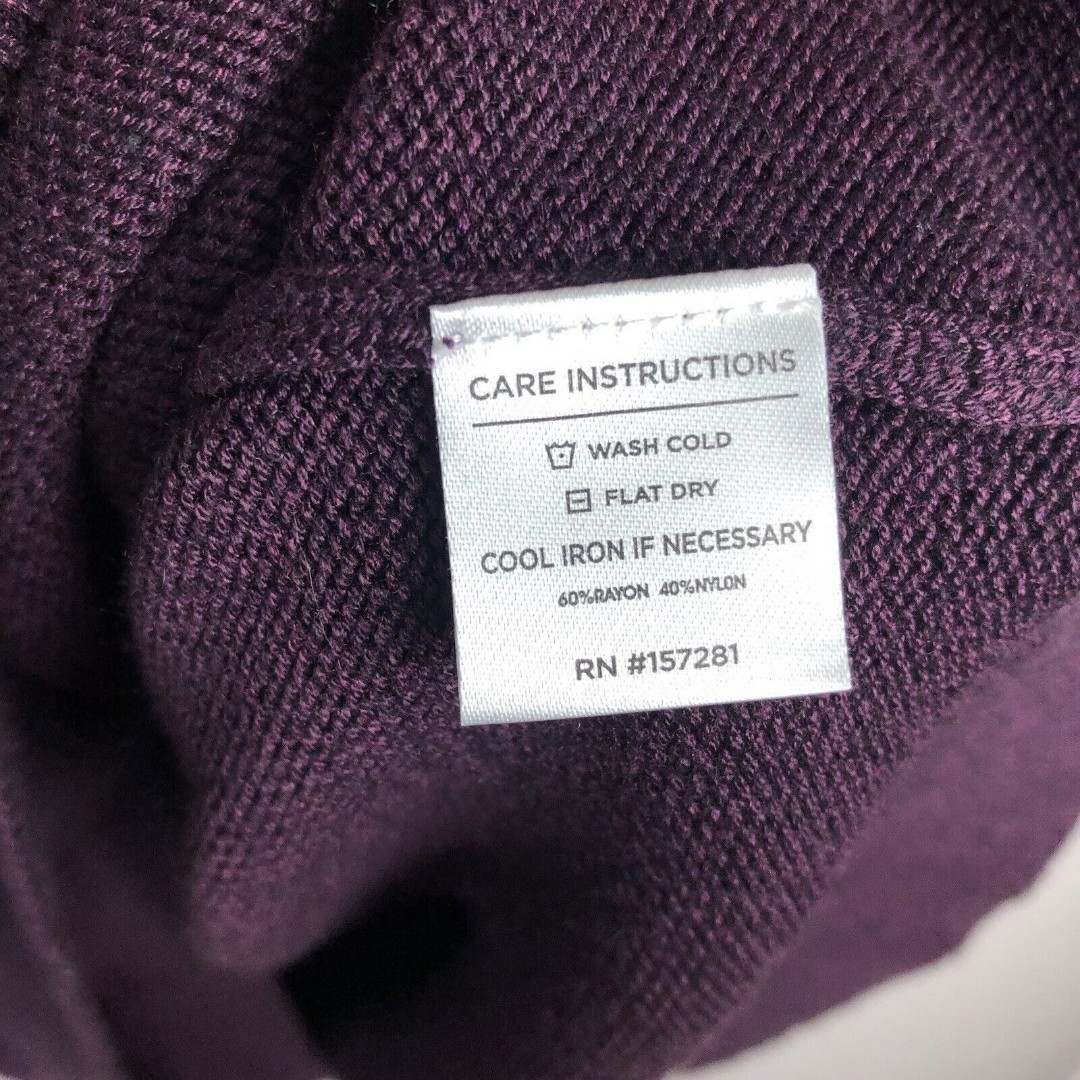 CARE INSTRUCTIONS
WASH COLD
FLAT DRY
COOL IRON IF NECESSARY
60%RAYON 40%NYLON
RN #157281